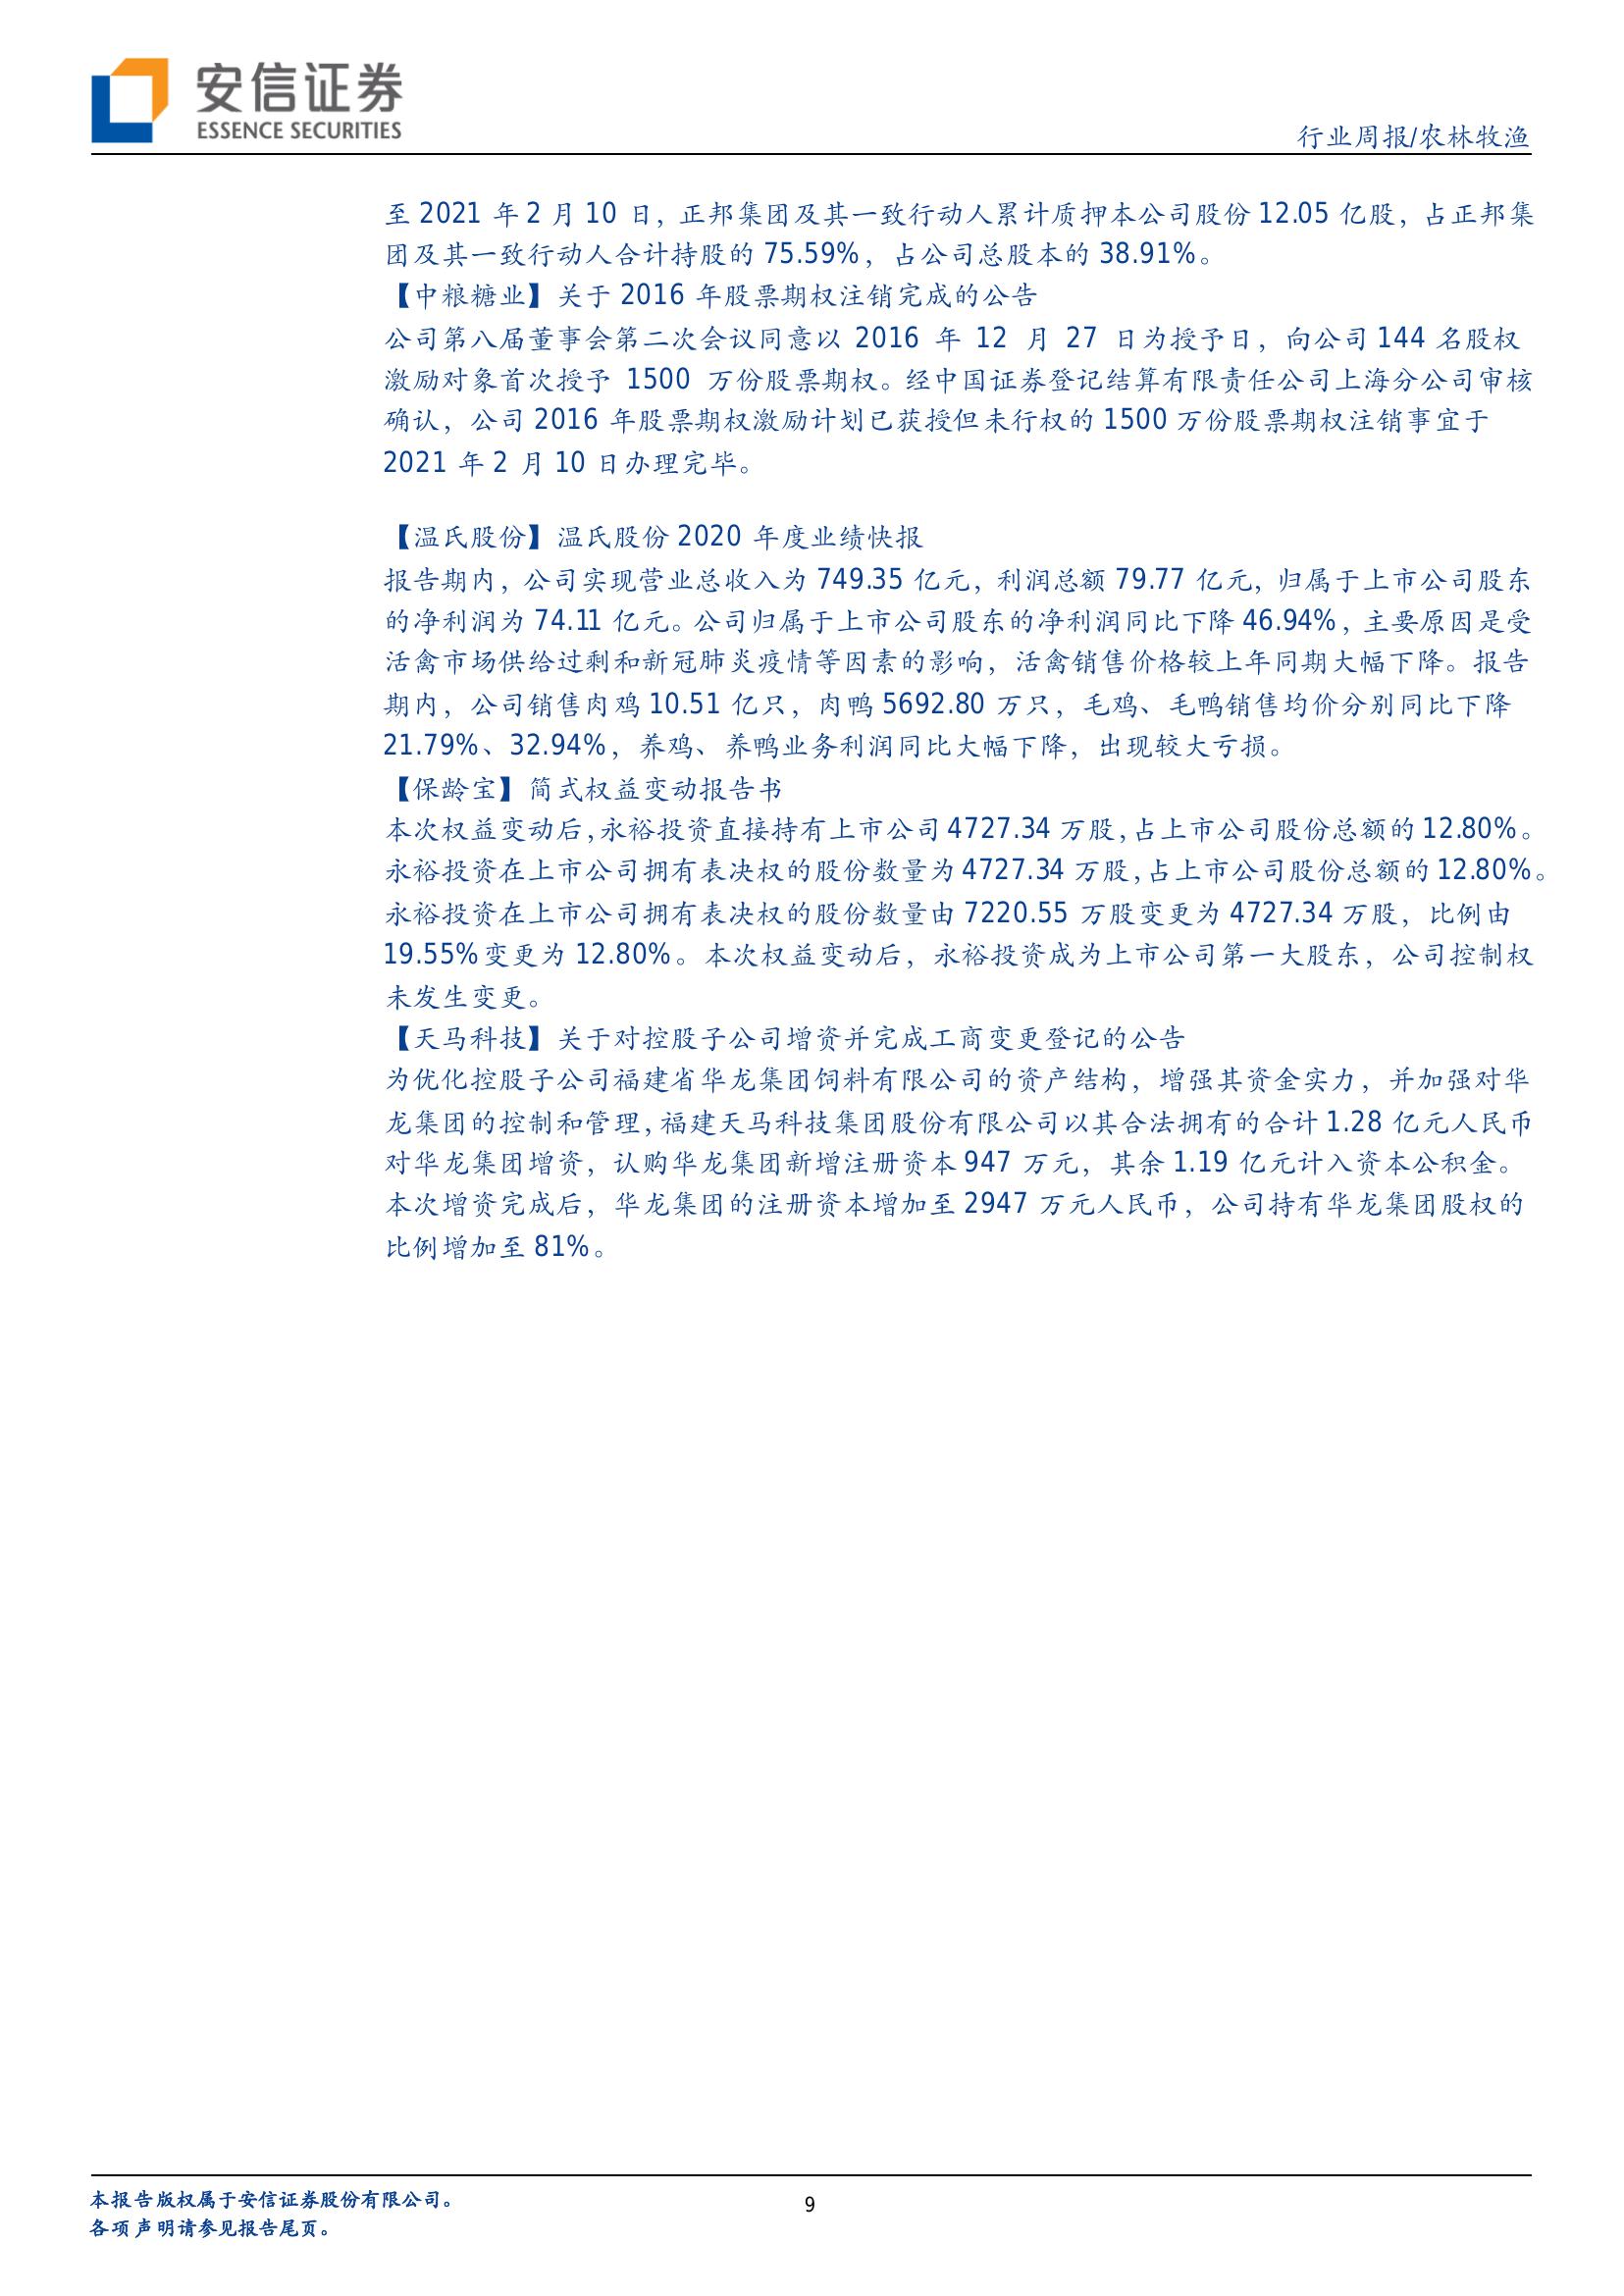 安信证券
ESSENCE SECURITIES
行业周报/农林牧渔
至 2021 年 2 月 10 日，正邦集团及其一致行动人累计质押本公司股份 12.05 亿股，占正邦集
团及其一致行动人合计持股的 75.59%，占公司总股本的 38.91%。
【中粮糖业】关于 2016 年股票期权注销完成的公告
公司第八届董事会第二次会议同意以 2016 年 12 月 27 日为授予日，向公司 144 名股权
激励对象首次授予 1500 万份股票期权。经中国证券登记结算有限责任公司上海分公司审核
确认，公司 2016 年股票期权激励计划已获授但未行权的 1500 万份股票期权注销事宜于
2021 年 2 月 10 日办理完毕。
【温氏股份】温氏股份 2020 年度业绩快报
报告期内，公司实现营业总收入为 749.35 亿元，利润总额 79.77 亿元，归属于上市公司股东
的净利润为 74.11 亿元。公司归属于上市公司股东的净利润同比下降 46.94%，主要原因是受
活禽市场供给过剩和新冠肺炎疫情等因素的影响，活禽销售价格较上年同期大幅下降。报告
期内，公司销售肉鸡 10.51 亿只，肉鸭 5692.80 万只，毛鸡、毛鸭销售均价分别同比下降
21.79%、32.94%，养鸡、养鸭业务利润同比大幅下降，出现较大亏损。
【保龄宝】简式权益变动报告书
本次权益变动后，永裕投资直接持有上市公司 4727.34 万股，占上市公司股份总额的 12.80%。
永裕投资在上市公司拥有表决权的股份数量为 4727.34 万股，占上市公司股份总额的 12.80%。
永裕投资在上市公司拥有表决权的股份数量由 7220.55 万股变更为 4727.34 万股，比例由
19.55%变更为 12.80%。本次权益变动后，永裕投资成为上市公司第一大股东，公司控制权
未发生变更。
【天马科技】关于对控股子公司增资并完成工商变更登记的公告
为优化控股子公司福建省华龙集团饲料有限公司的资产结构，增强其资金实力，并加强对华
龙集团的控制和管理，福建天马科技集团股份有限公司以其合法拥有的合计 1.28 亿元人民币
对华龙集团增资，认购华龙集团新增注册资本 947 万元，其余 1.19 亿元计入资本公积金。
本次增资完成后，华龙集团的注册资本增加至 2947 万元人民币，公司持有华龙集团股权的
比例增加至 81%。
本报告版权属于安信证券股份有限公司。
各项声明请参见报告尾页。
9